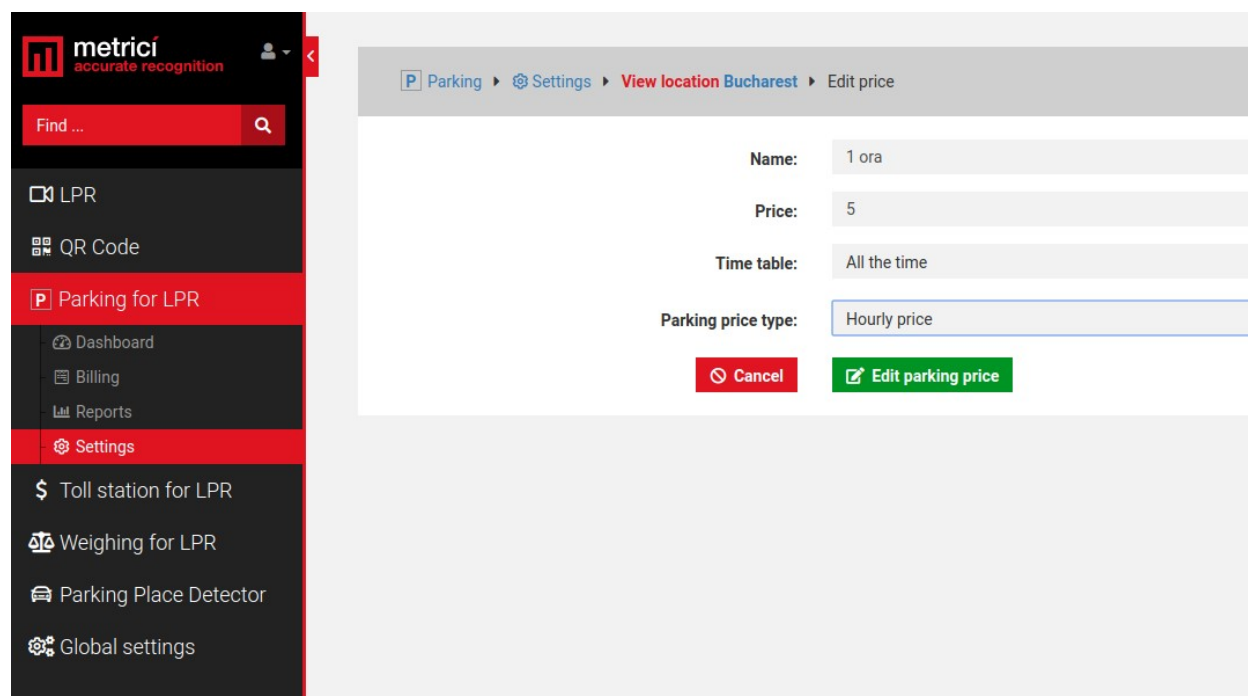 metrici
accurate recognition
Find ...
LPR
QR Code
P Parking for LPR
Dashboard
Billing
Reports
Settings
$ Toll station for LPR
Weighing for LPR
Parking Place Detector
Global settings
P Parking Settings View location Bucharest Edit price
Name: 1 ora
Price: 5
Time table: All the time
Parking price type: Hourly price
Cancel Edit parking price